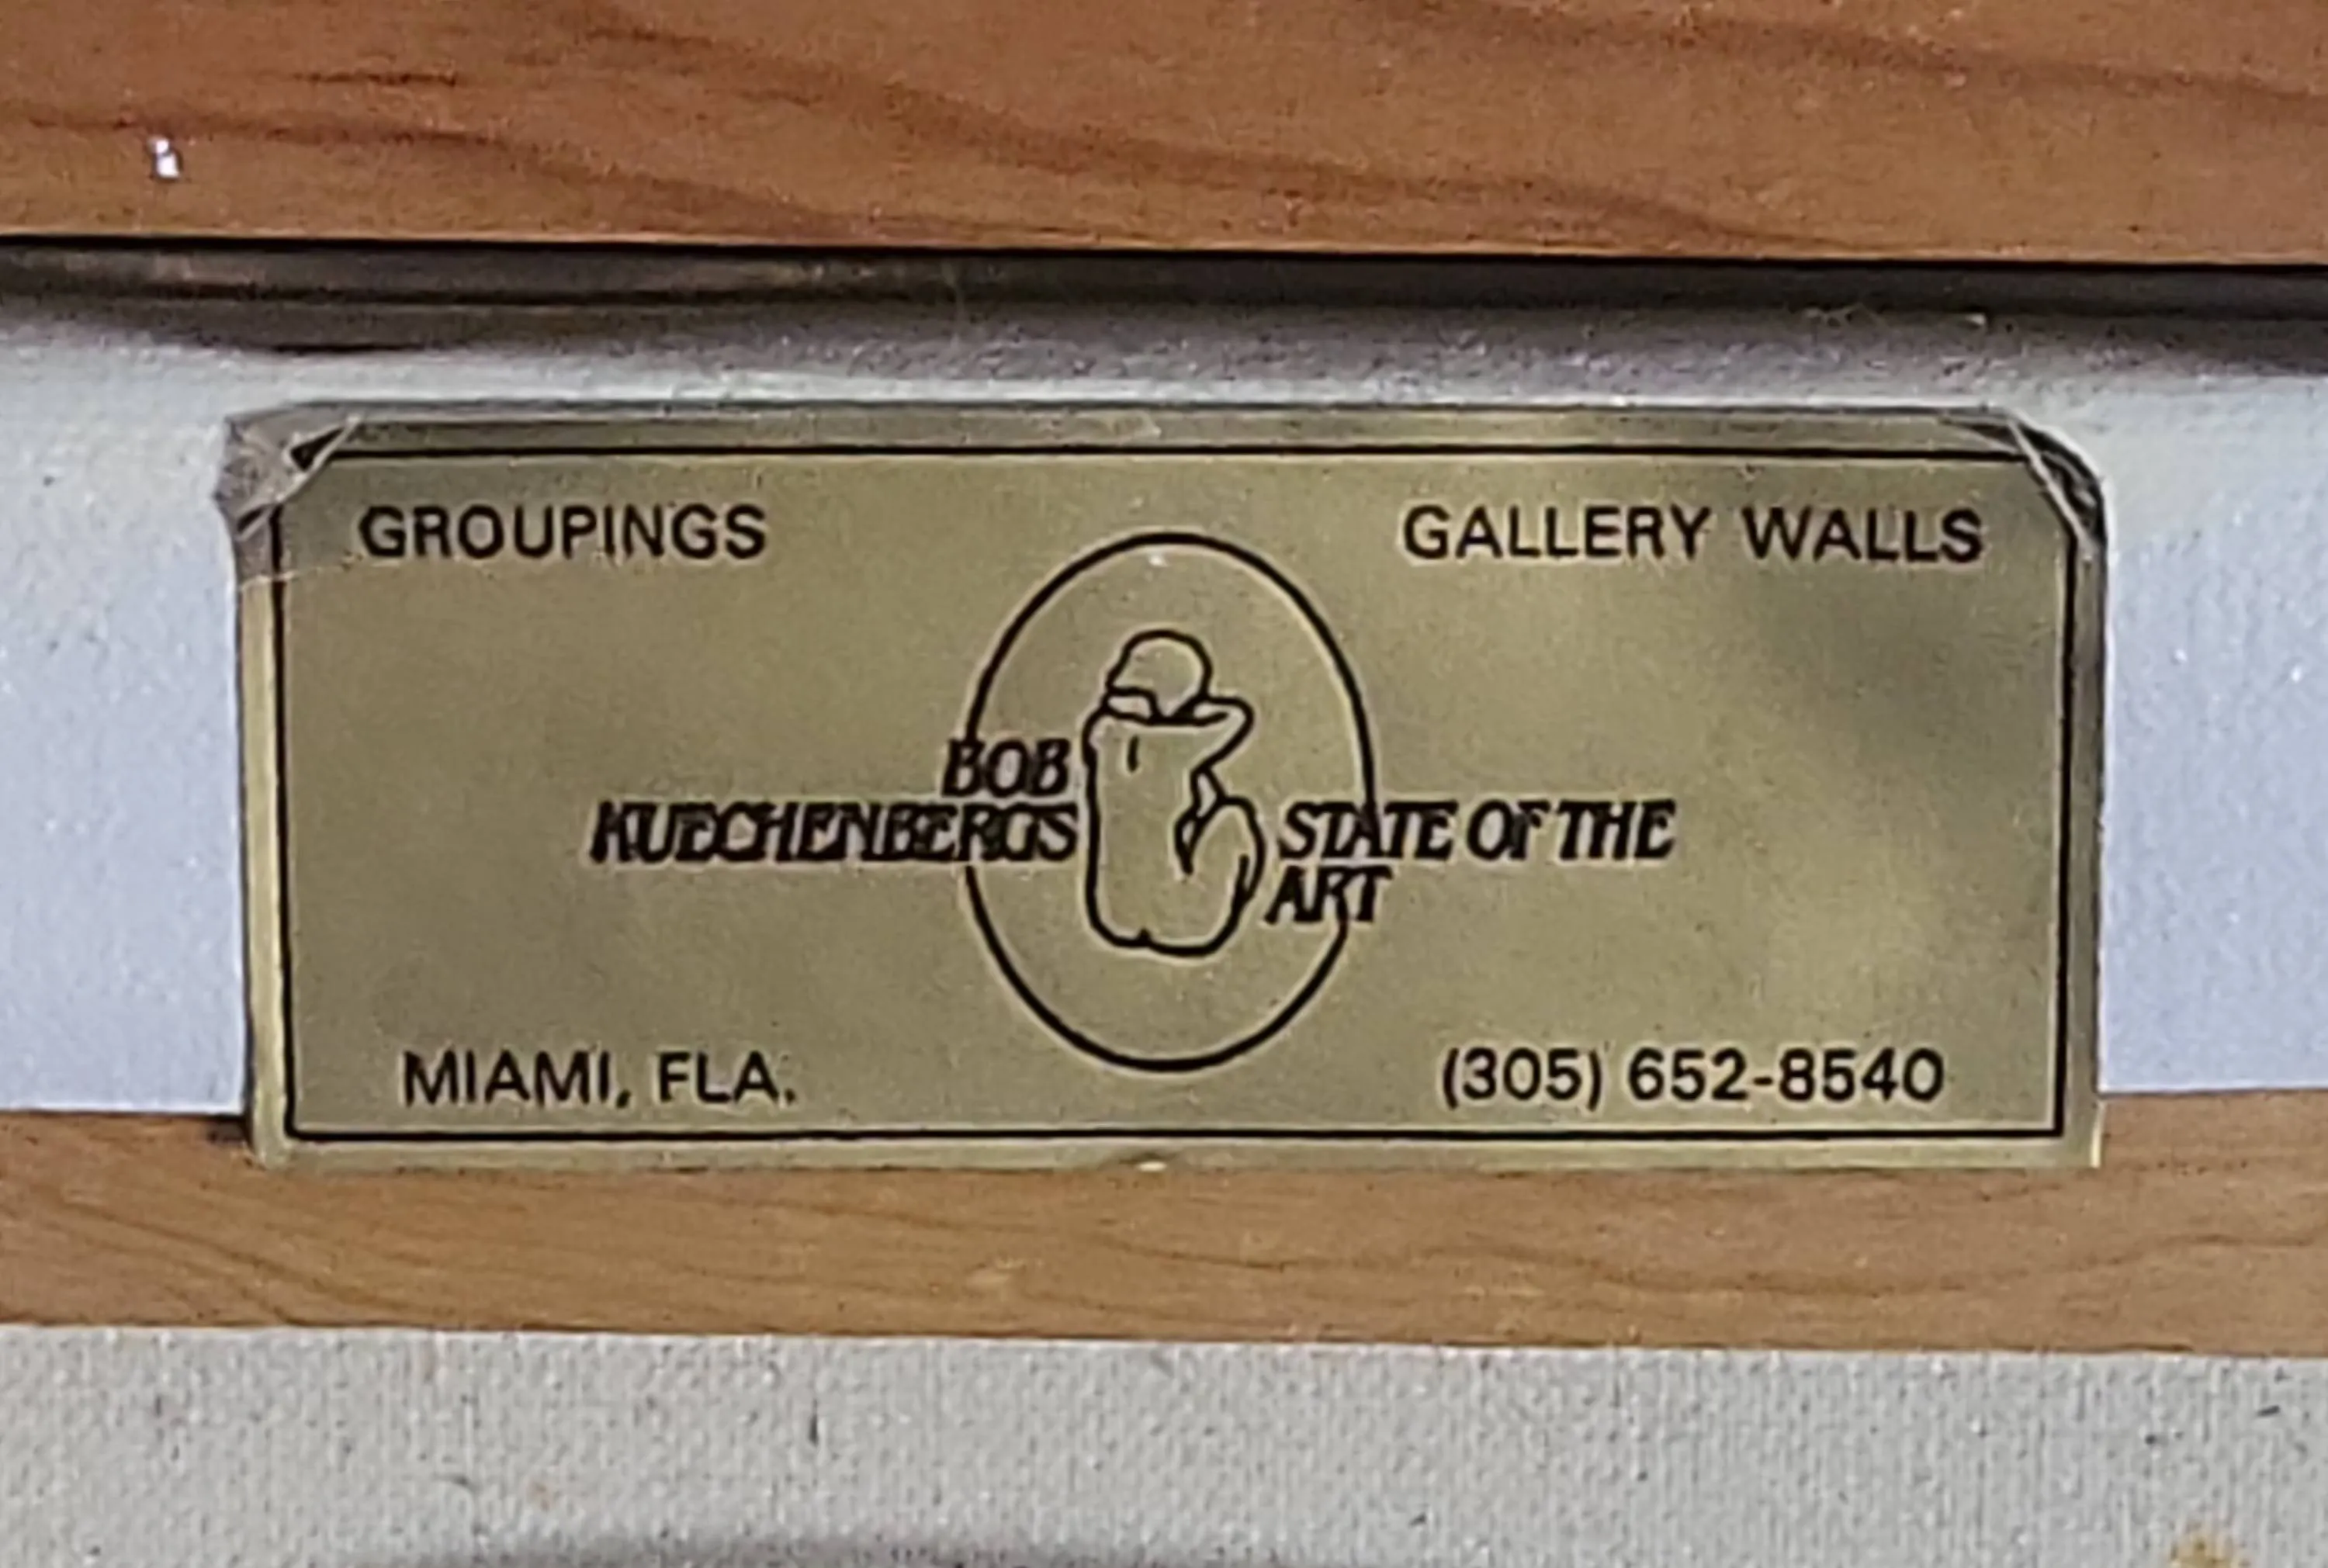 GROUPINGS
GALLERY WALLS
BOB
KUECHENBERGS
STATE OF THE
ART
MIAMI, FLA.
(305) 652-8540